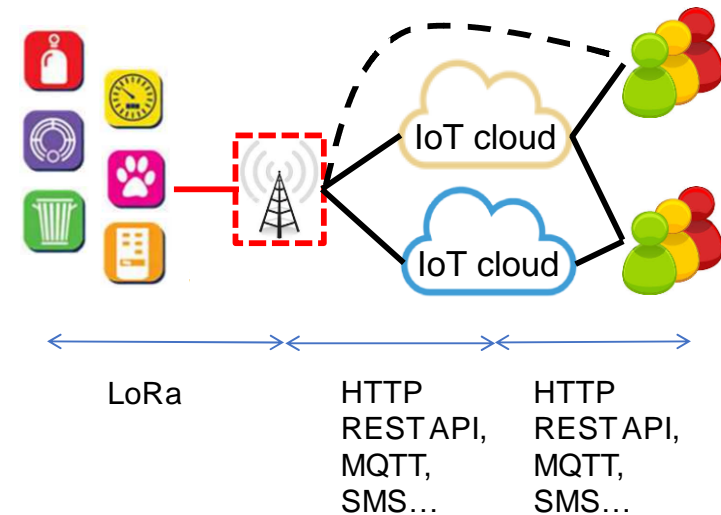 IoT cloud
IoT cloud
LoRa
HTTP
REST API,
MQTT,
SMS…
HTTP
REST API,
MQTT,
SMS…